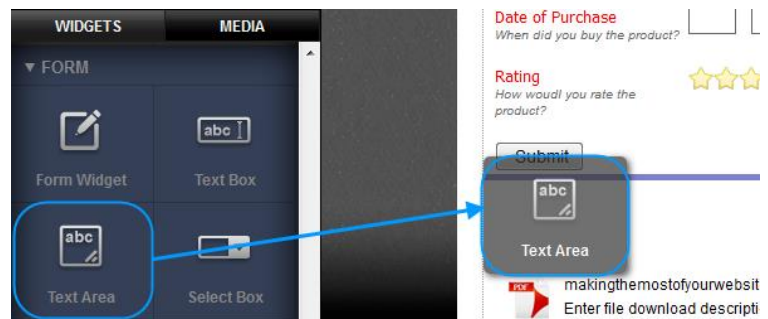 WIDGETS
MEDIA
FORM
abc
Form Widget
Text Box
abc
Text Area
Select Box
Date of Purchase
When did you buy the product?
Rating
How woudl you rate the
product?
Submit
abc
Text Area
PDF
makingthemostofyourwebsit
Enter file download descripti